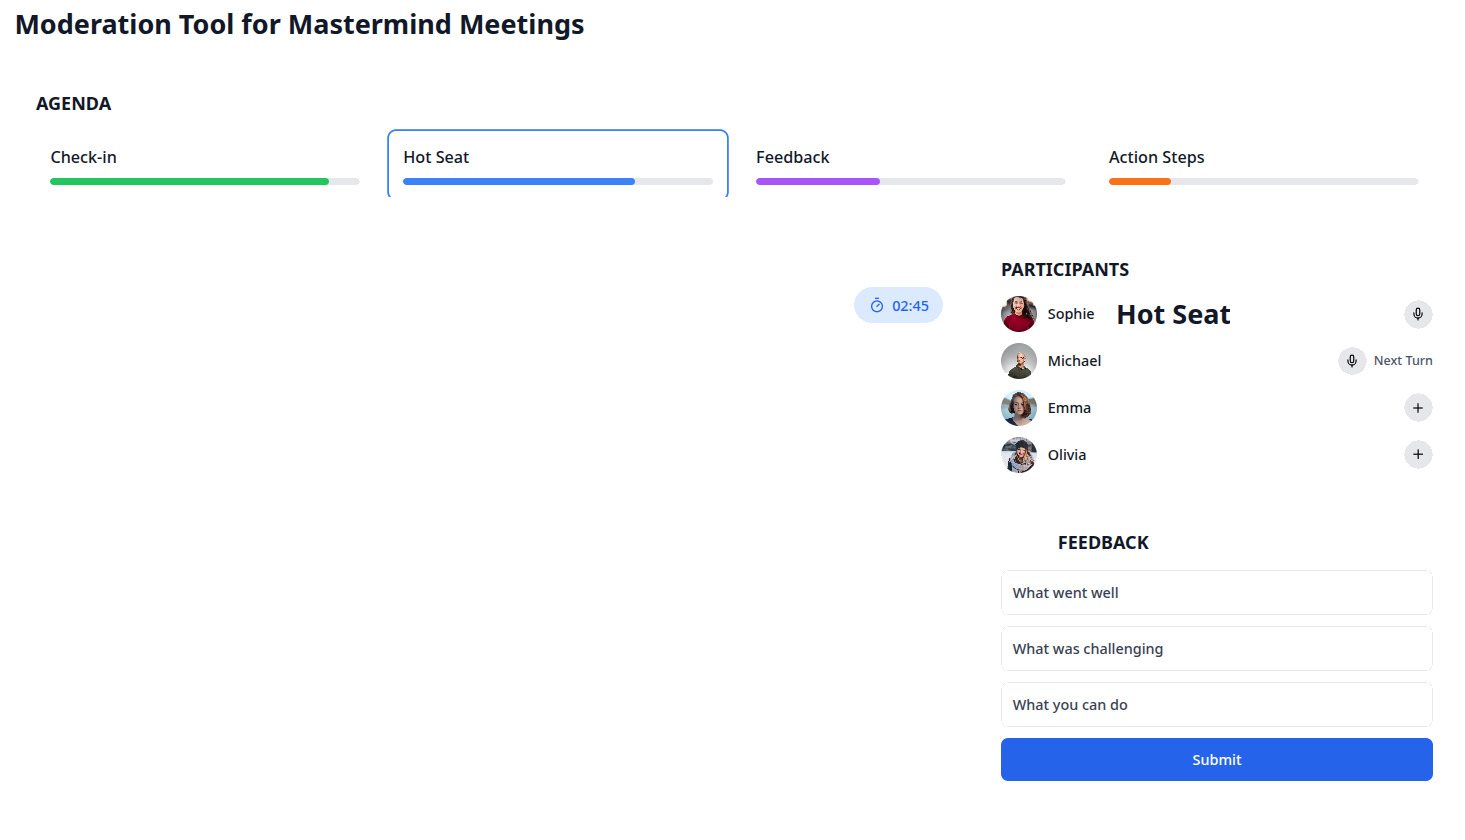 Moderation Tool for Mastermind Meetings
AGENDA
Check-in
Hot Seat
Feedback
Action Steps
02:45
PARTICIPANTS
Sophie
Hot Seat
Michael
Next Turn
Emma
Olivia
FEEDBACK
What went well
What was challenging
What you can do
Submit